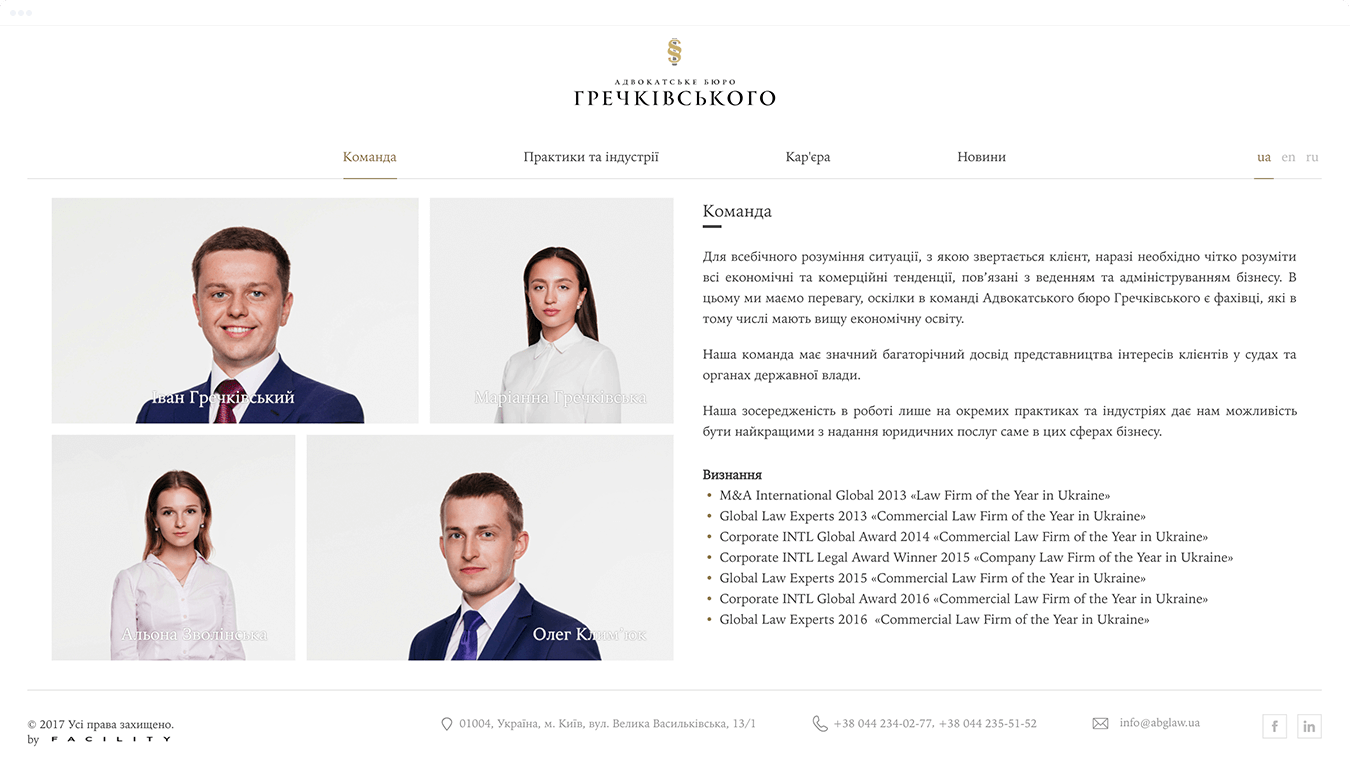 АДВОКАТСЬКЕ БЮРО
ГРЕЧКІВСЬКОГО
Команда Практики та індустрії Кар'єра Новини ua en ru
Іван Гречківський
Маріанна Гречківська
Альона Зволінська
Олег Клим'юк
Команда
Для всебічного розуміння ситуації, з якою звертається клієнт, наразі необхідно чітко розуміти
всі економічні та комерційні тенденції, пов’язані з веденням та адмініструванням бізнесу. В
цьому ми маємо перевагу, оскілки в команді Адвокатського бюро Гречківського є фахівці, які в
тому числі мають вищу економічну освіту.
Наша команда має значний багаторічний досвід представництва інтересів клієнтів у судах та
органах державної влади.
Наша зосередженість в роботі лише на окремих практиках та індустріях дає нам можливість
бути найкращими з надання юридичних послуг саме в цих сферах бізнесу.
Визнання
• M&A International Global 2013 «Law Firm of the Year in Ukraine»
• Global Law Experts 2013 «Commercial Law Firm of the Year in Ukraine»
• Corporate INTL Global Award 2014 «Commercial Law Firm of the Year in Ukraine»
• Corporate INTL Legal Award Winner 2015 «Company Law Firm of the Year in Ukraine»
• Global Law Experts 2015 «Commercial Law Firm of the Year in Ukraine»
• Corporate INTL Global Award 2016 «Commercial Law Firm of the Year in Ukraine»
• Global Law Experts 2016 «Commercial Law Firm of the Year in Ukraine»
© 2017 Усі права захищено.
by FACILITY
01004, Україна, м. Київ, вул. Велика Васильківська, 13/1
+38 044 234-02-77, +38 044 235-51-52
info@abglaw.ua
f in